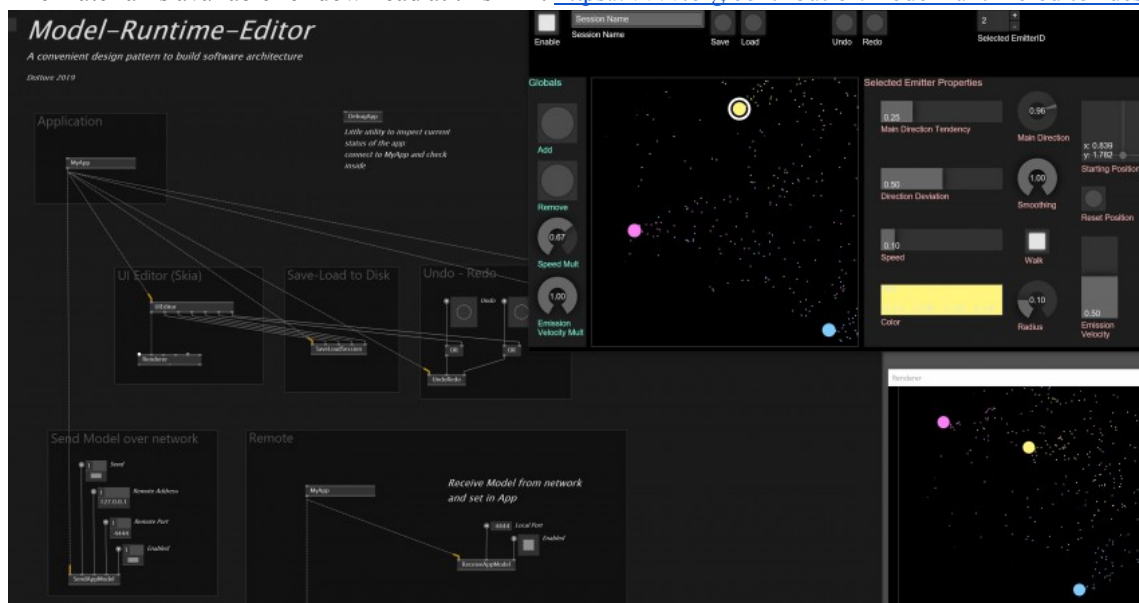 Model-Runtime-Editor
A convenient design pattern to build software architecture
Dottore 2019
Application
MyApp
DebugApp
Little utility to inspect current
status of the app:
connect to MyApp and check
inside
UI Editor (Skia)
UIEditor
Renderer
Save-Load to Disk
SaveLoadSession
Undo - Redo
Undo
OR
OR
UndoRedo
Send Model over network
1
Send
1
Remote Address
127.0.0.1
1
Remote Port
4444
1
Enabled
SendAppModel
Remote
MyApp
Receive Model from network
and set in App
4444
Local Port
Enabled
ReceiveAppModel
Enable
Session Name
Session Name
Save
Load
Undo
Redo
2
+
-
Selected EmitterID
Globals
Add
Remove
0.67
Speed Mult
1.00
Emission
Velocity Mult
Selected Emitter Properties
0.25
Main Direction Tendency
0.96
Main Direction
x: 0.839
y: 1.782
Starting Position
0.50
Direction Deviation
1.00
Smoothing
Reset Position
0.10
Speed
Walk
Color
0.10
Radius
0.50
Emission
Velocity
Renderer